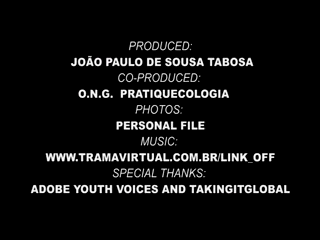 PRODUCED:
JOÃO PAULO DE SOUSA TABOSA
CO-PRODUCED:
O.N.G. PRATIQUECOLOGIA
PHOTOS:
PERSONAL FILE
MUSIC:
WWW.TRAMAVIRTUAL.COM.BR/LINK_OFF
SPECIAL THANKS:
ADOBE YOUTH VOICES AND TAKINGITGLOBAL